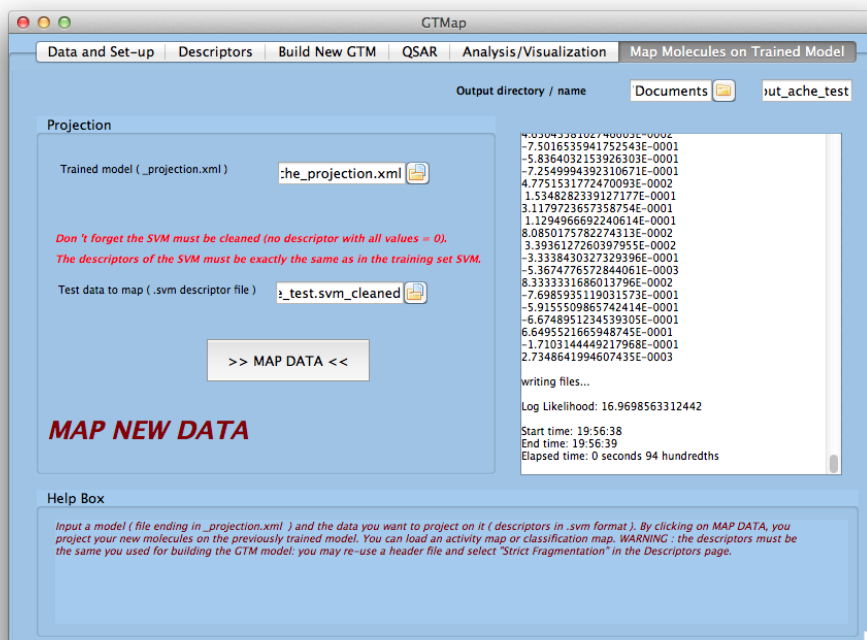 GTMap
Data and Set-up Descriptors Build New GTM QSAR Analysis/Visualization Map Molecules on Trained Model
Output directory / name Documents out_ache_test
Projection
Trained model ( _projection.xml ) che_projection.xml
Don 't forget the SVM must be cleaned (no descriptor with all values = 0).
The descriptors of the SVM must be exactly the same as in the training set SVM.
Test data to map ( .svm descriptor file ) e_test.svm_cleaned
>> MAP DATA <<
MAP NEW DATA
-7.5016535941752543E-0001
-5.8364032153926303E-0001
-7.2549994392310671E-0001
4.7751531772470093E-0002
1.5348282339127177E-0001
3.1179723657358754E-0001
1.1294966692240614E-0001
8.0850175782274313E-0002
3.3936127260397955E-0002
-3.3338430327329396E-0001
-5.3674776572844061E-0003
8.3333331686013796E-0002
-7.6985935119031573E-0001
-5.9155509865742414E-0001
-6.6748951234539305E-0001
6.6495521665948745E-0001
-1.7103144449217968E-0001
2.7348641994607435E-0003
writing files...
Log Likelihood: 16.9698563312442
Start time: 19:56:38
End time: 19:56:39
Elapsed time: 0 seconds 94 hundredths
Help Box
Input a model ( file ending in _projection.xml ) and the data you want to project on it ( descriptors in .svm format ). By clicking on MAP DATA, you
project your new molecules on the previously trained model. You can load an activity map or classification map. WARNING : the descriptors must be
the same you used for building the GTM model: you may re-use a header file and select "Strict Fragmentation" in the Descriptors page.